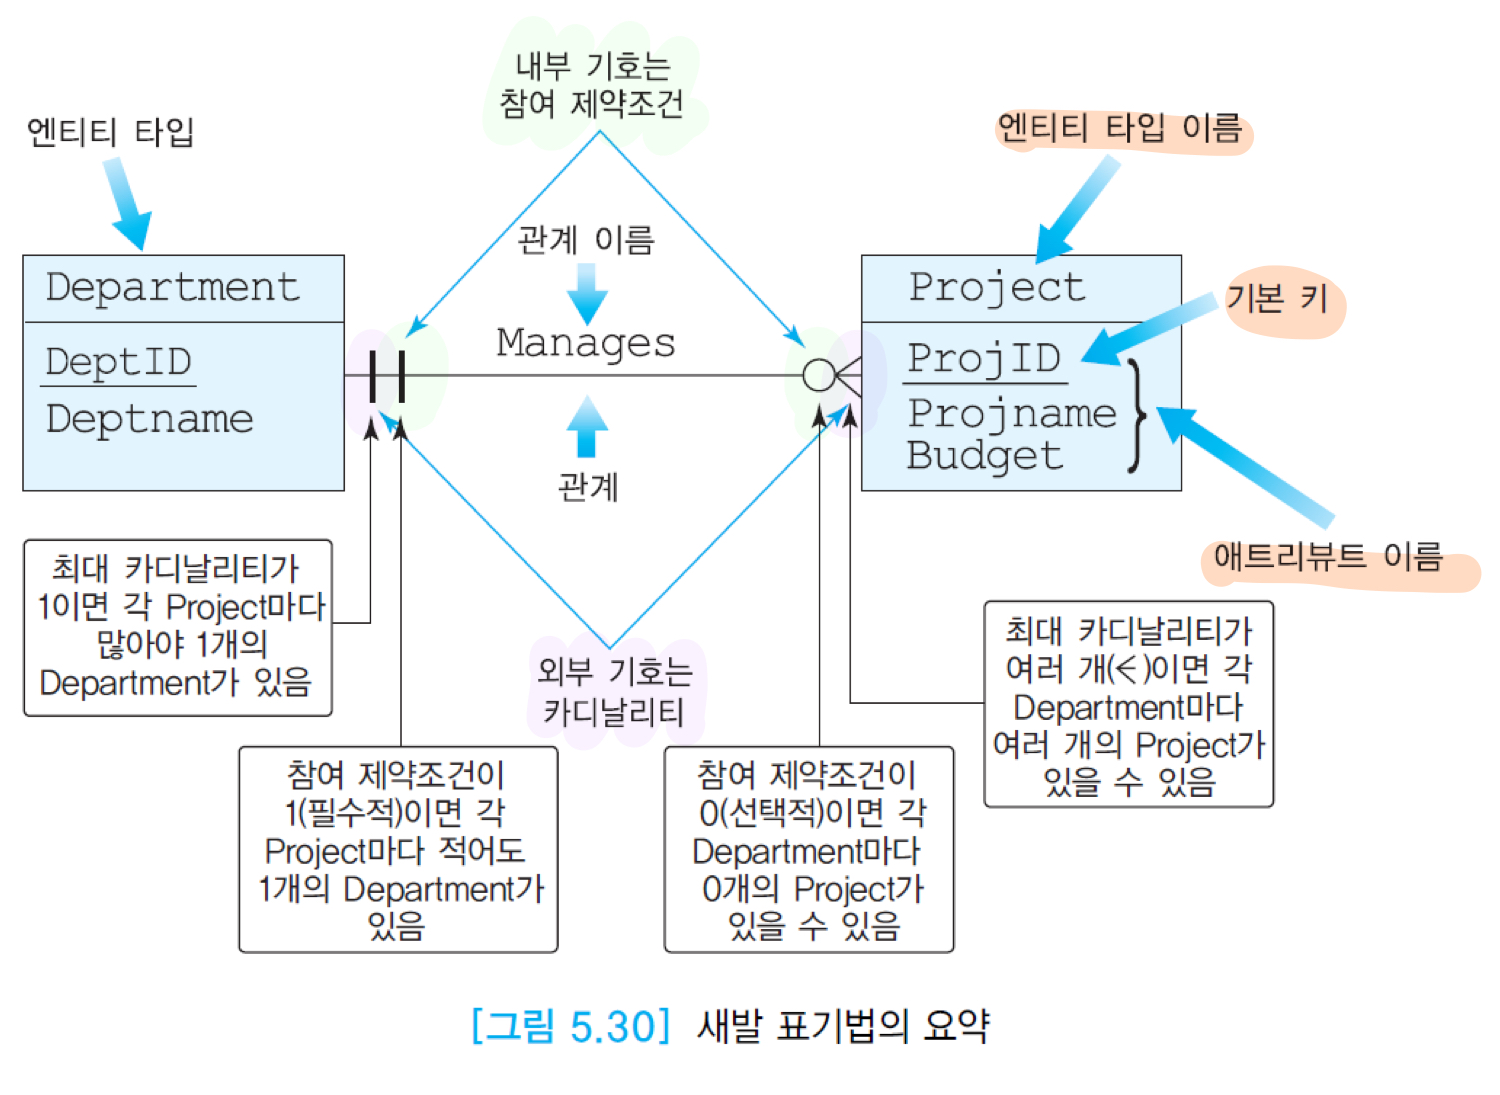 내부 기호는
참여 제약조건
엔티티 타입
엔티티 타입 이름
관계 이름
Department
Project
기본 키
Manages
DeptID
ProjID
Deptname
Projname
Budget
관계
애트리뷰트 이름
최대 카디날리티가
1이면 각 Project마다
많아야 1개의
Department가 있음
외부 기호는
카디날리티
최대 카디날리티가
여러 개(<)이면 각
Department마다
여러 개의 Project가
있을 수 있음
참여 제약조건이
1(필수적)이면 각
Project마다 적어도
1개의 Department가
있음
참여 제약조건이
0(선택적)이면 각
Department마다
0개의 Project가
있을 수 있음
[그림 5.30] 새발 표기법의 요약